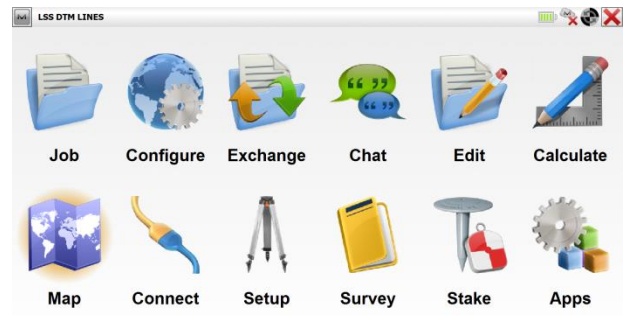 LSS DTM LINES
Job Configure Exchange Chat Edit Calculate
Map Connect Setup Survey Stake Apps